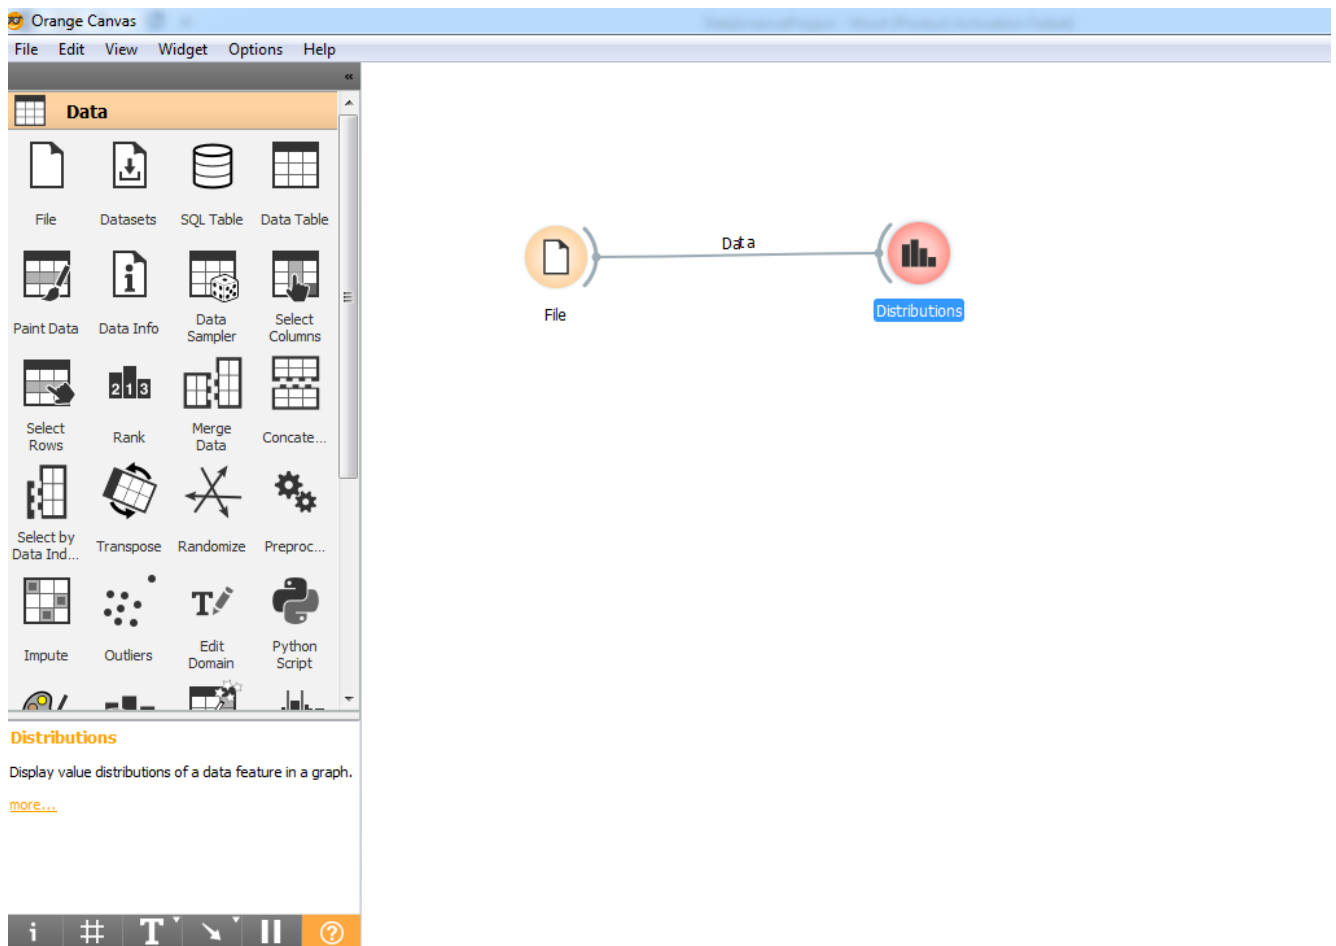 Orange Canvas
File Edit View Widget Options Help
«
Data
File Datasets SQL Table Data Table
Paint Data Data Info Data Sampler Select Columns
Select Rows Rank Merge Data Concate...
Select by Data Ind... Transpose Randomize Preproc...
Impute Outliers Edit Domain Python Script
Data
File
Distributions
Distributions
Display value distributions of a data feature in a graph.
more...